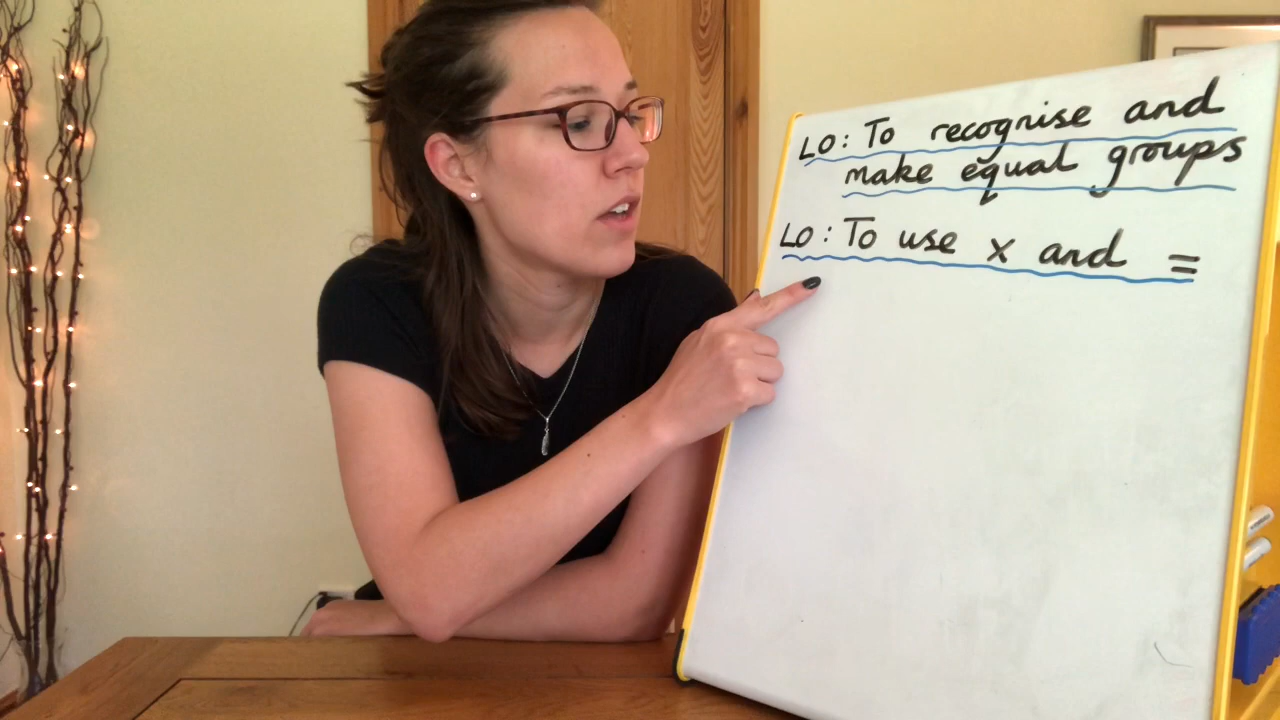 LO: To recognise and
make equal groups
LO: To use x and =